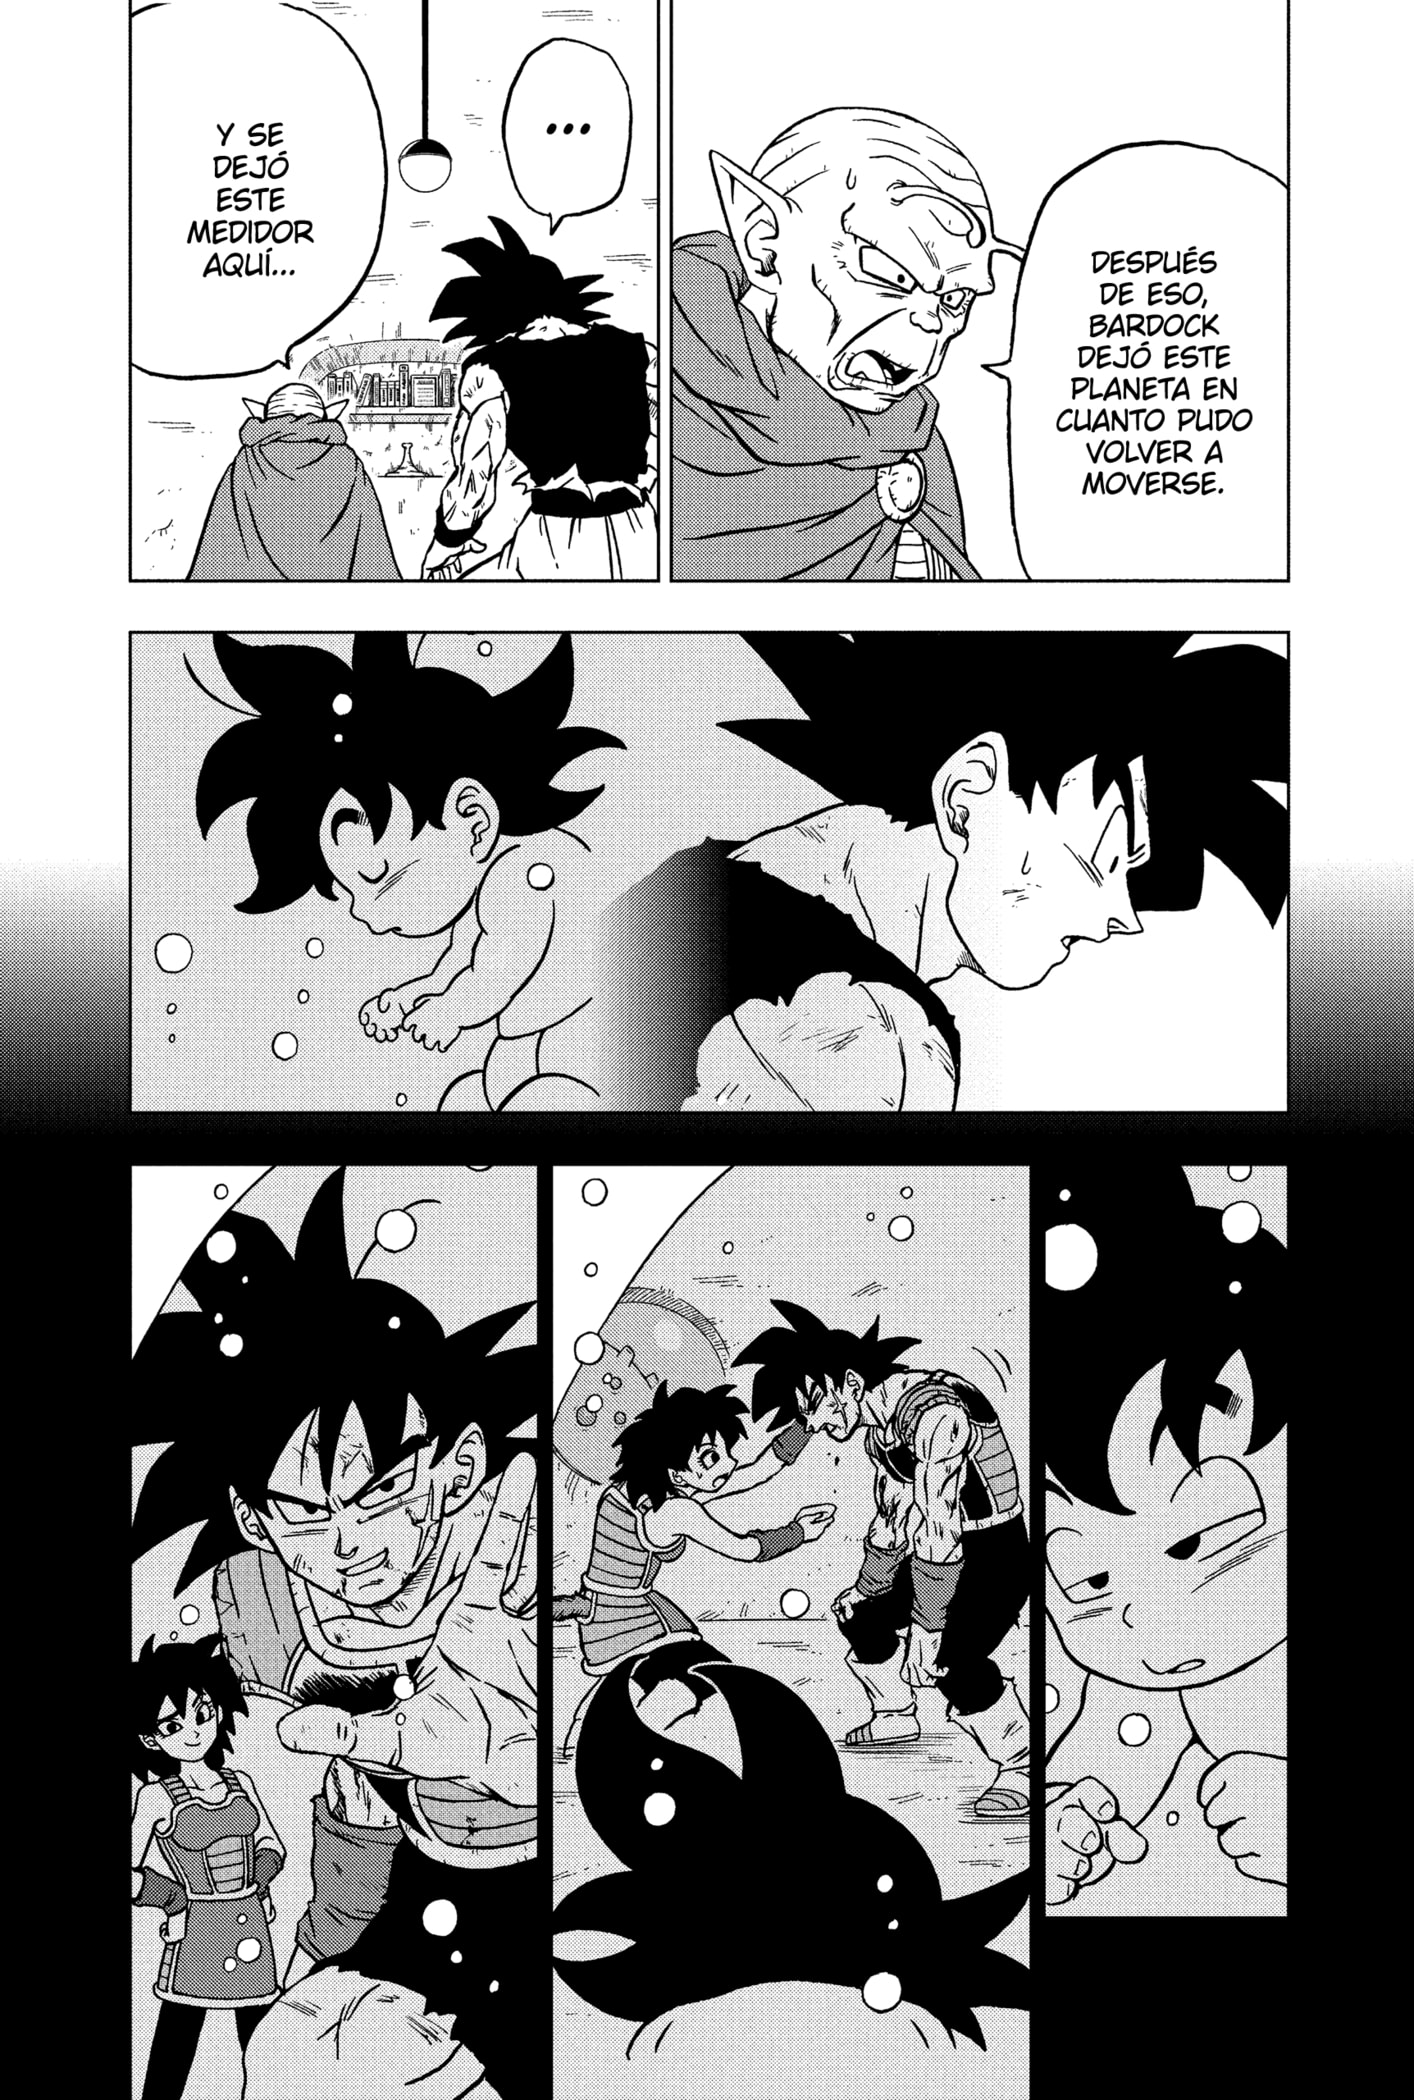 DESPUÉS
DE ESO,
BARDOCK
DEJÓ ESTE
PLANETA EN
CUANTO PUDO
VOLVER A
MOVERSE.
...
Y SE
DEJÓ
ESTE
MEDIDOR
AQUÍ...